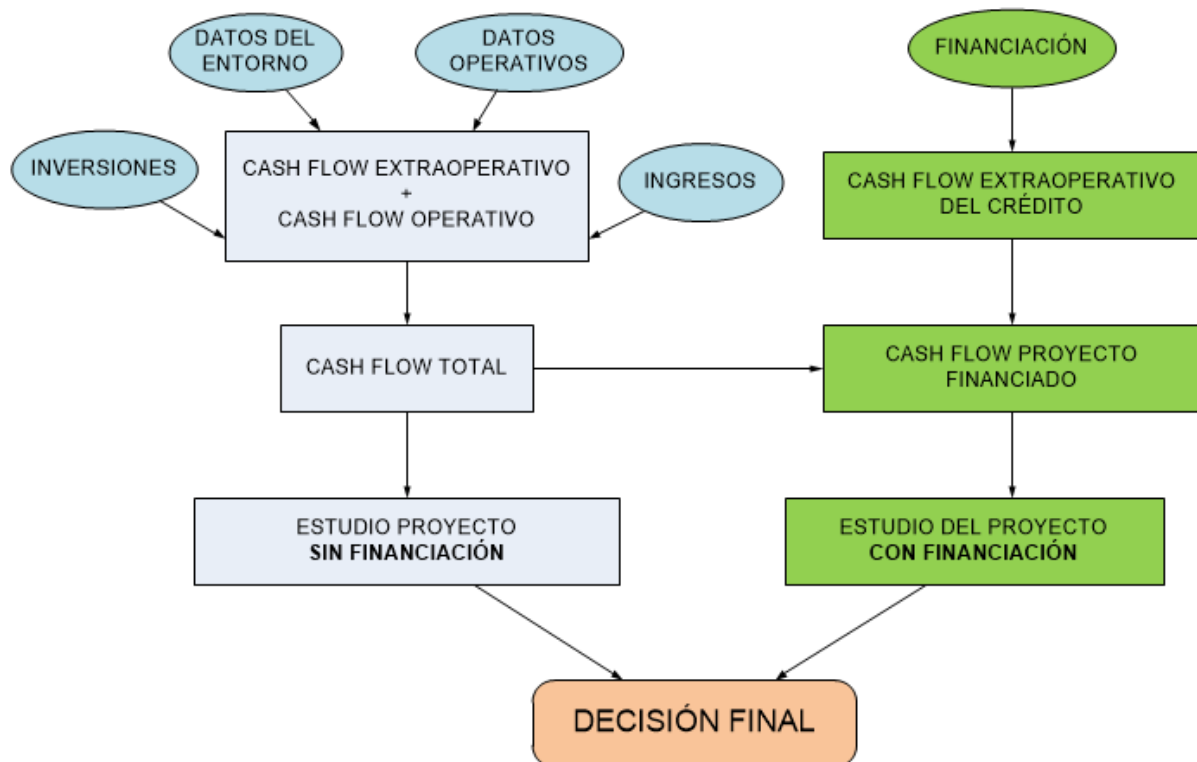 DATOS DEL
ENTORNO
DATOS
OPERATIVOS
FINANCIACIÓN
INVERSIONES
CASH FLOW EXTRAOPERATIVO
+
CASH FLOW OPERATIVO
INGRESOS
CASH FLOW EXTRAOPERATIVO
DEL CRÉDITO
CASH FLOW TOTAL
CASH FLOW PROYECTO
FINANCIADO
ESTUDIO PROYECTO
SIN FINANCIACIÓN
ESTUDIO DEL PROYECTO
CON FINANCIACIÓN
DECISIÓN FINAL